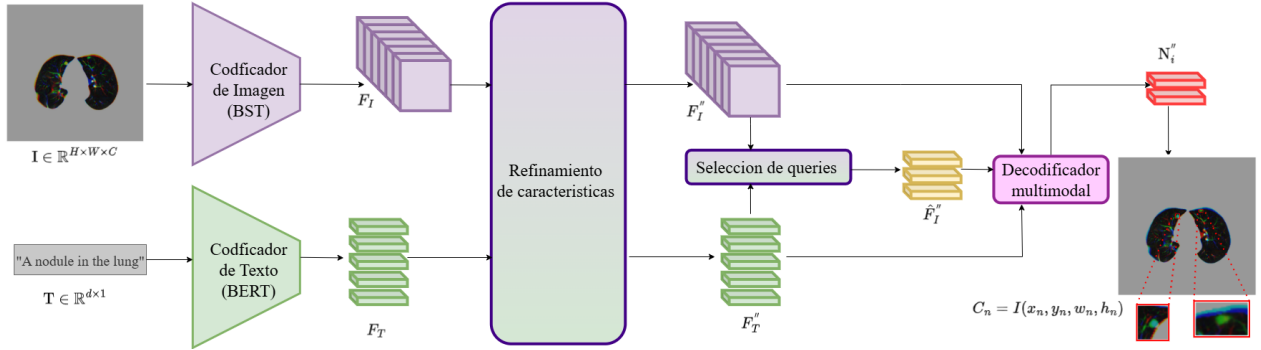 I ∈ ℝ^{H×W×C}
Codficador
de Imagen
(BST)
F_I
"A nodule in the lung"
T ∈ ℝ^{d×1}
Codficador
de Texto
(BERT)
F_T
Refinamiento
de caracteristicas
F_I^{''}
Seleccion de queries
F̂_I^{''}
F_T^{''}
Decodificador
multimodal
N_i^{''}
C_n = I(x_n, y_n, w_n, h_n)